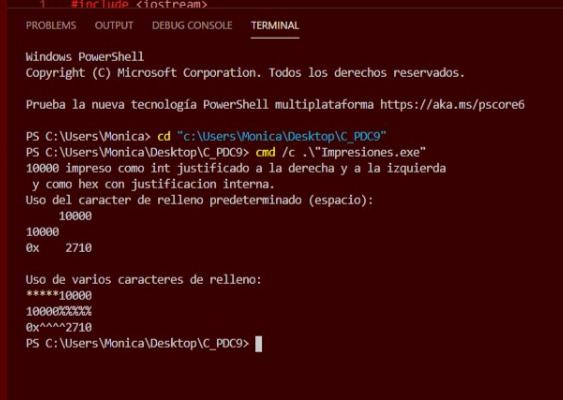 1 #include <iostream>
PROBLEMS OUTPUT DEBUG CONSOLE TERMINAL
Windows PowerShell
Copyright (C) Microsoft Corporation. Todos los derechos reservados.
Prueba la nueva tecnología PowerShell multiplataforma https://aka.ms/pscore6
PS C:\Users\Monica> cd "c:\Users\Monica\Desktop\C_PDC9"
PS C:\Users\Monica\Desktop\C_PDC9> cmd /c .\"Impresiones.exe"
10000 impreso como int justificado a la derecha y a la izquierda
 y como hex con justificacion interna.
Uso del caracter de relleno predeterminado (espacio):
     10000
10000
0x    2710
Uso de varios caracteres de relleno:
*****10000
10000%%%%%
0x^^^^2710
PS C:\Users\Monica\Desktop\C_PDC9>